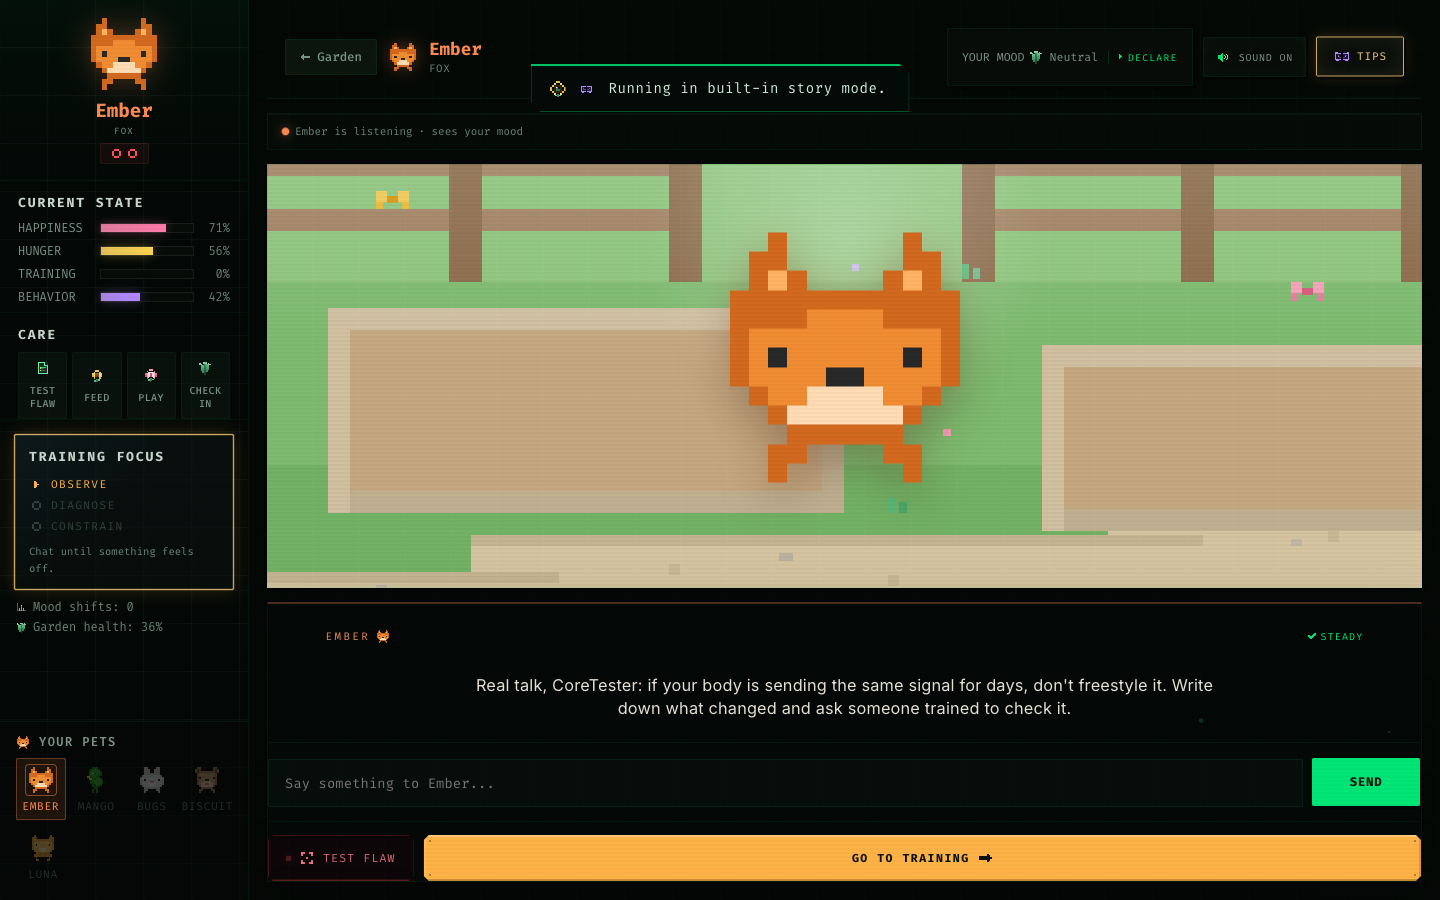 Ember
FOX
CURRENT STATE
HAPPINESS 71%
HUNGER 56%
TRAINING 0%
BEHAVIOR 42%
CARE
TEST FLAW
FEED
PLAY
CHECK IN
TRAINING FOCUS
OBSERVE
DIAGNOSE
CONSTRAIN
Chat until something feels
off.
Mood shifts: 0
Garden health: 36%
YOUR PETS
EMBER MANGO BUGS BISCUIT
LUNA
← Garden
Ember
FOX
Running in built-in story mode.
YOUR MOOD Neutral DECLARE
SOUND ON
TIPS
Ember is listening · sees your mood
EMBER
STEADY
Real talk, CoreTester: if your body is sending the same signal for days, don't freestyle it. Write
down what changed and ask someone trained to check it.
Say something to Ember...
SEND
TEST FLAW
GO TO TRAINING